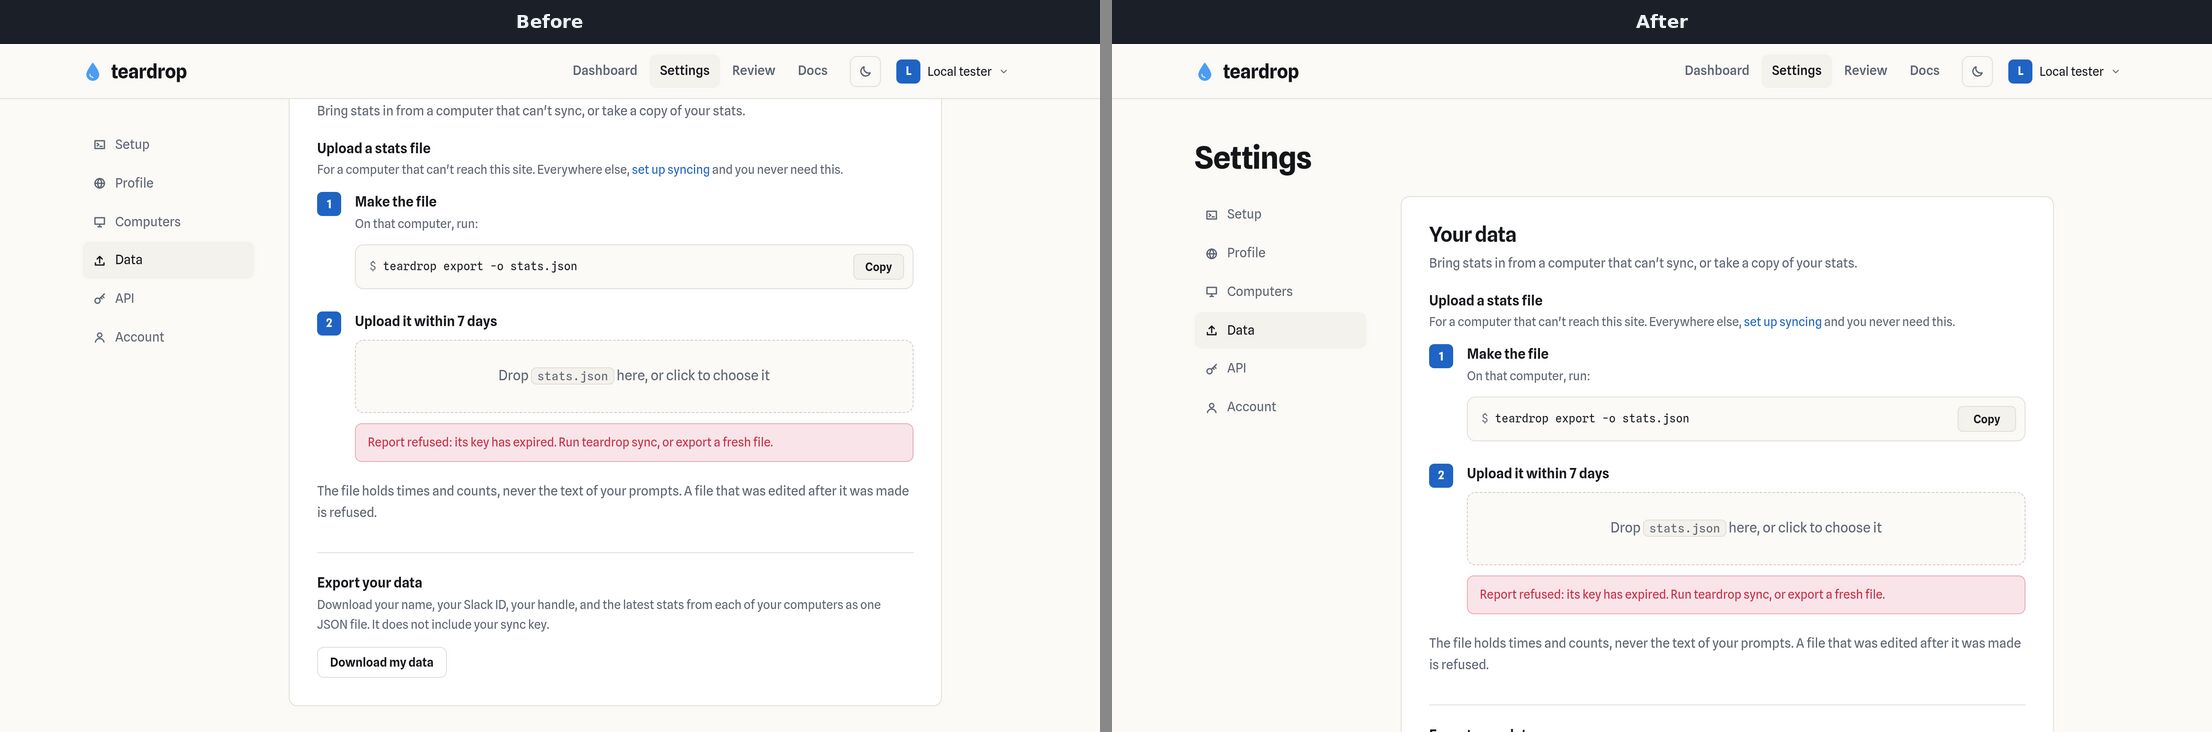 Before
teardrop
Dashboard Settings Review Docs L Local tester
Bring stats in from a computer that can't sync, or take a copy of your stats.
Setup
Profile
Computers
Data
API
Account
Upload a stats file
For a computer that can't reach this site. Everywhere else, set up syncing and you never need this.
1 Make the file
On that computer, run:
$ teardrop export -o stats.json Copy
2 Upload it within 7 days
Drop stats.json here, or click to choose it
Report refused: its key has expired. Run teardrop sync, or export a fresh file.
The file holds times and counts, never the text of your prompts. A file that was edited after it was made
is refused.
Export your data
Download your name, your Slack ID, your handle, and the latest stats from each of your computers as one
JSON file. It does not include your sync key.
Download my data
After
teardrop
Dashboard Settings Review Docs L Local tester
Settings
Setup
Profile
Computers
Data
API
Account
Your data
Bring stats in from a computer that can't sync, or take a copy of your stats.
Upload a stats file
For a computer that can't reach this site. Everywhere else, set up syncing and you never need this.
1 Make the file
On that computer, run:
$ teardrop export -o stats.json Copy
2 Upload it within 7 days
Drop stats.json here, or click to choose it
Report refused: its key has expired. Run teardrop sync, or export a fresh file.
The file holds times and counts, never the text of your prompts. A file that was edited after it was made
is refused.